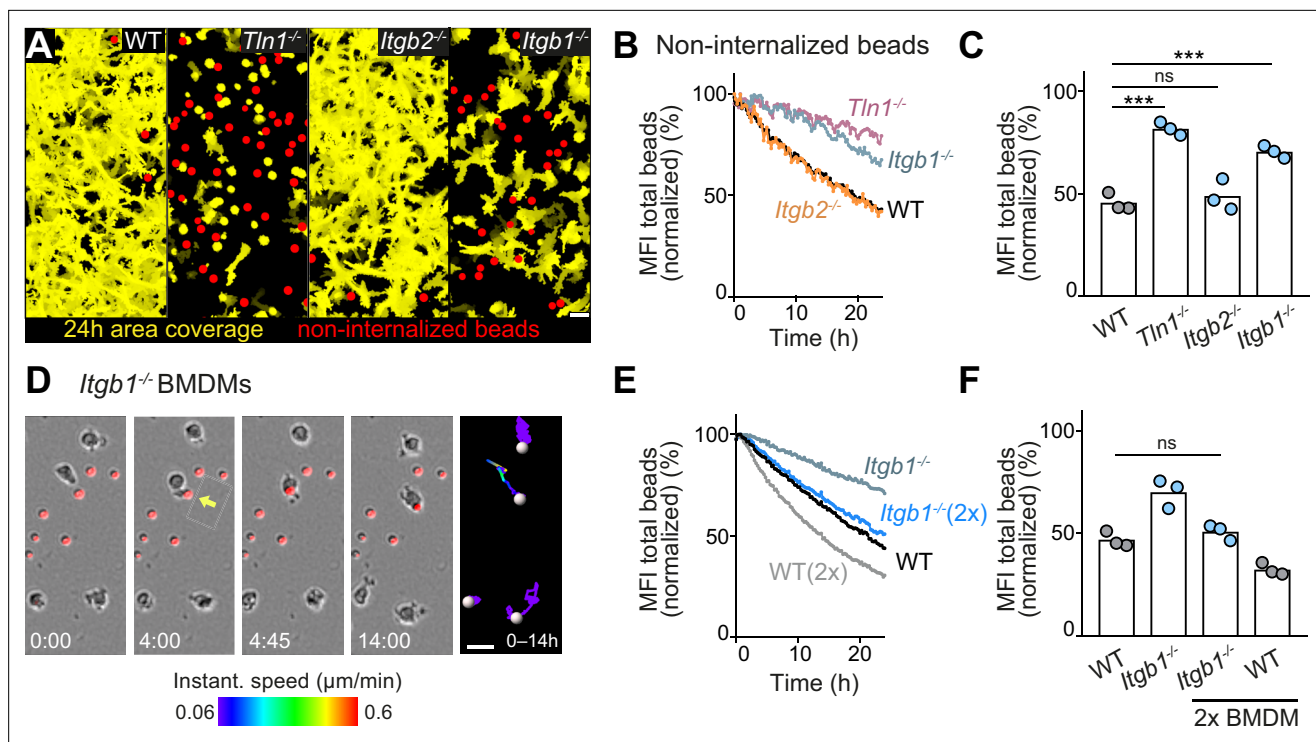 A
WT
Tln1-/-
Itgb2-/-
Itgb1-/-
24h area coverage
non-internalized beads
B Non-internalized beads
MFI total beads
(normalized) (%)
100
50
0
Tln1-/-
Itgb1-/-
Itgb2-/-
WT
0 10 20
Time (h)
C
MFI total beads
(normalized) (%)
100
50
0
***
ns
***
WT
Tln1-/-
Itgb2-/-
Itgb1-/-
D Itgb1-/- BMDMs
0:00
4:00
4:45
14:00
0–14h
Instant. speed (µm/min)
0.06
0.6
E
MFI total beads
(normalized) (%)
100
50
0
Itgb1-/-
Itgb1-/-(2x)
WT
WT(2x)
0 10 20
Time (h)
F
MFI total beads
(normalized) (%)
100
50
0
ns
WT
Itgb1-/-
Itgb1-/-
WT
2x BMDM